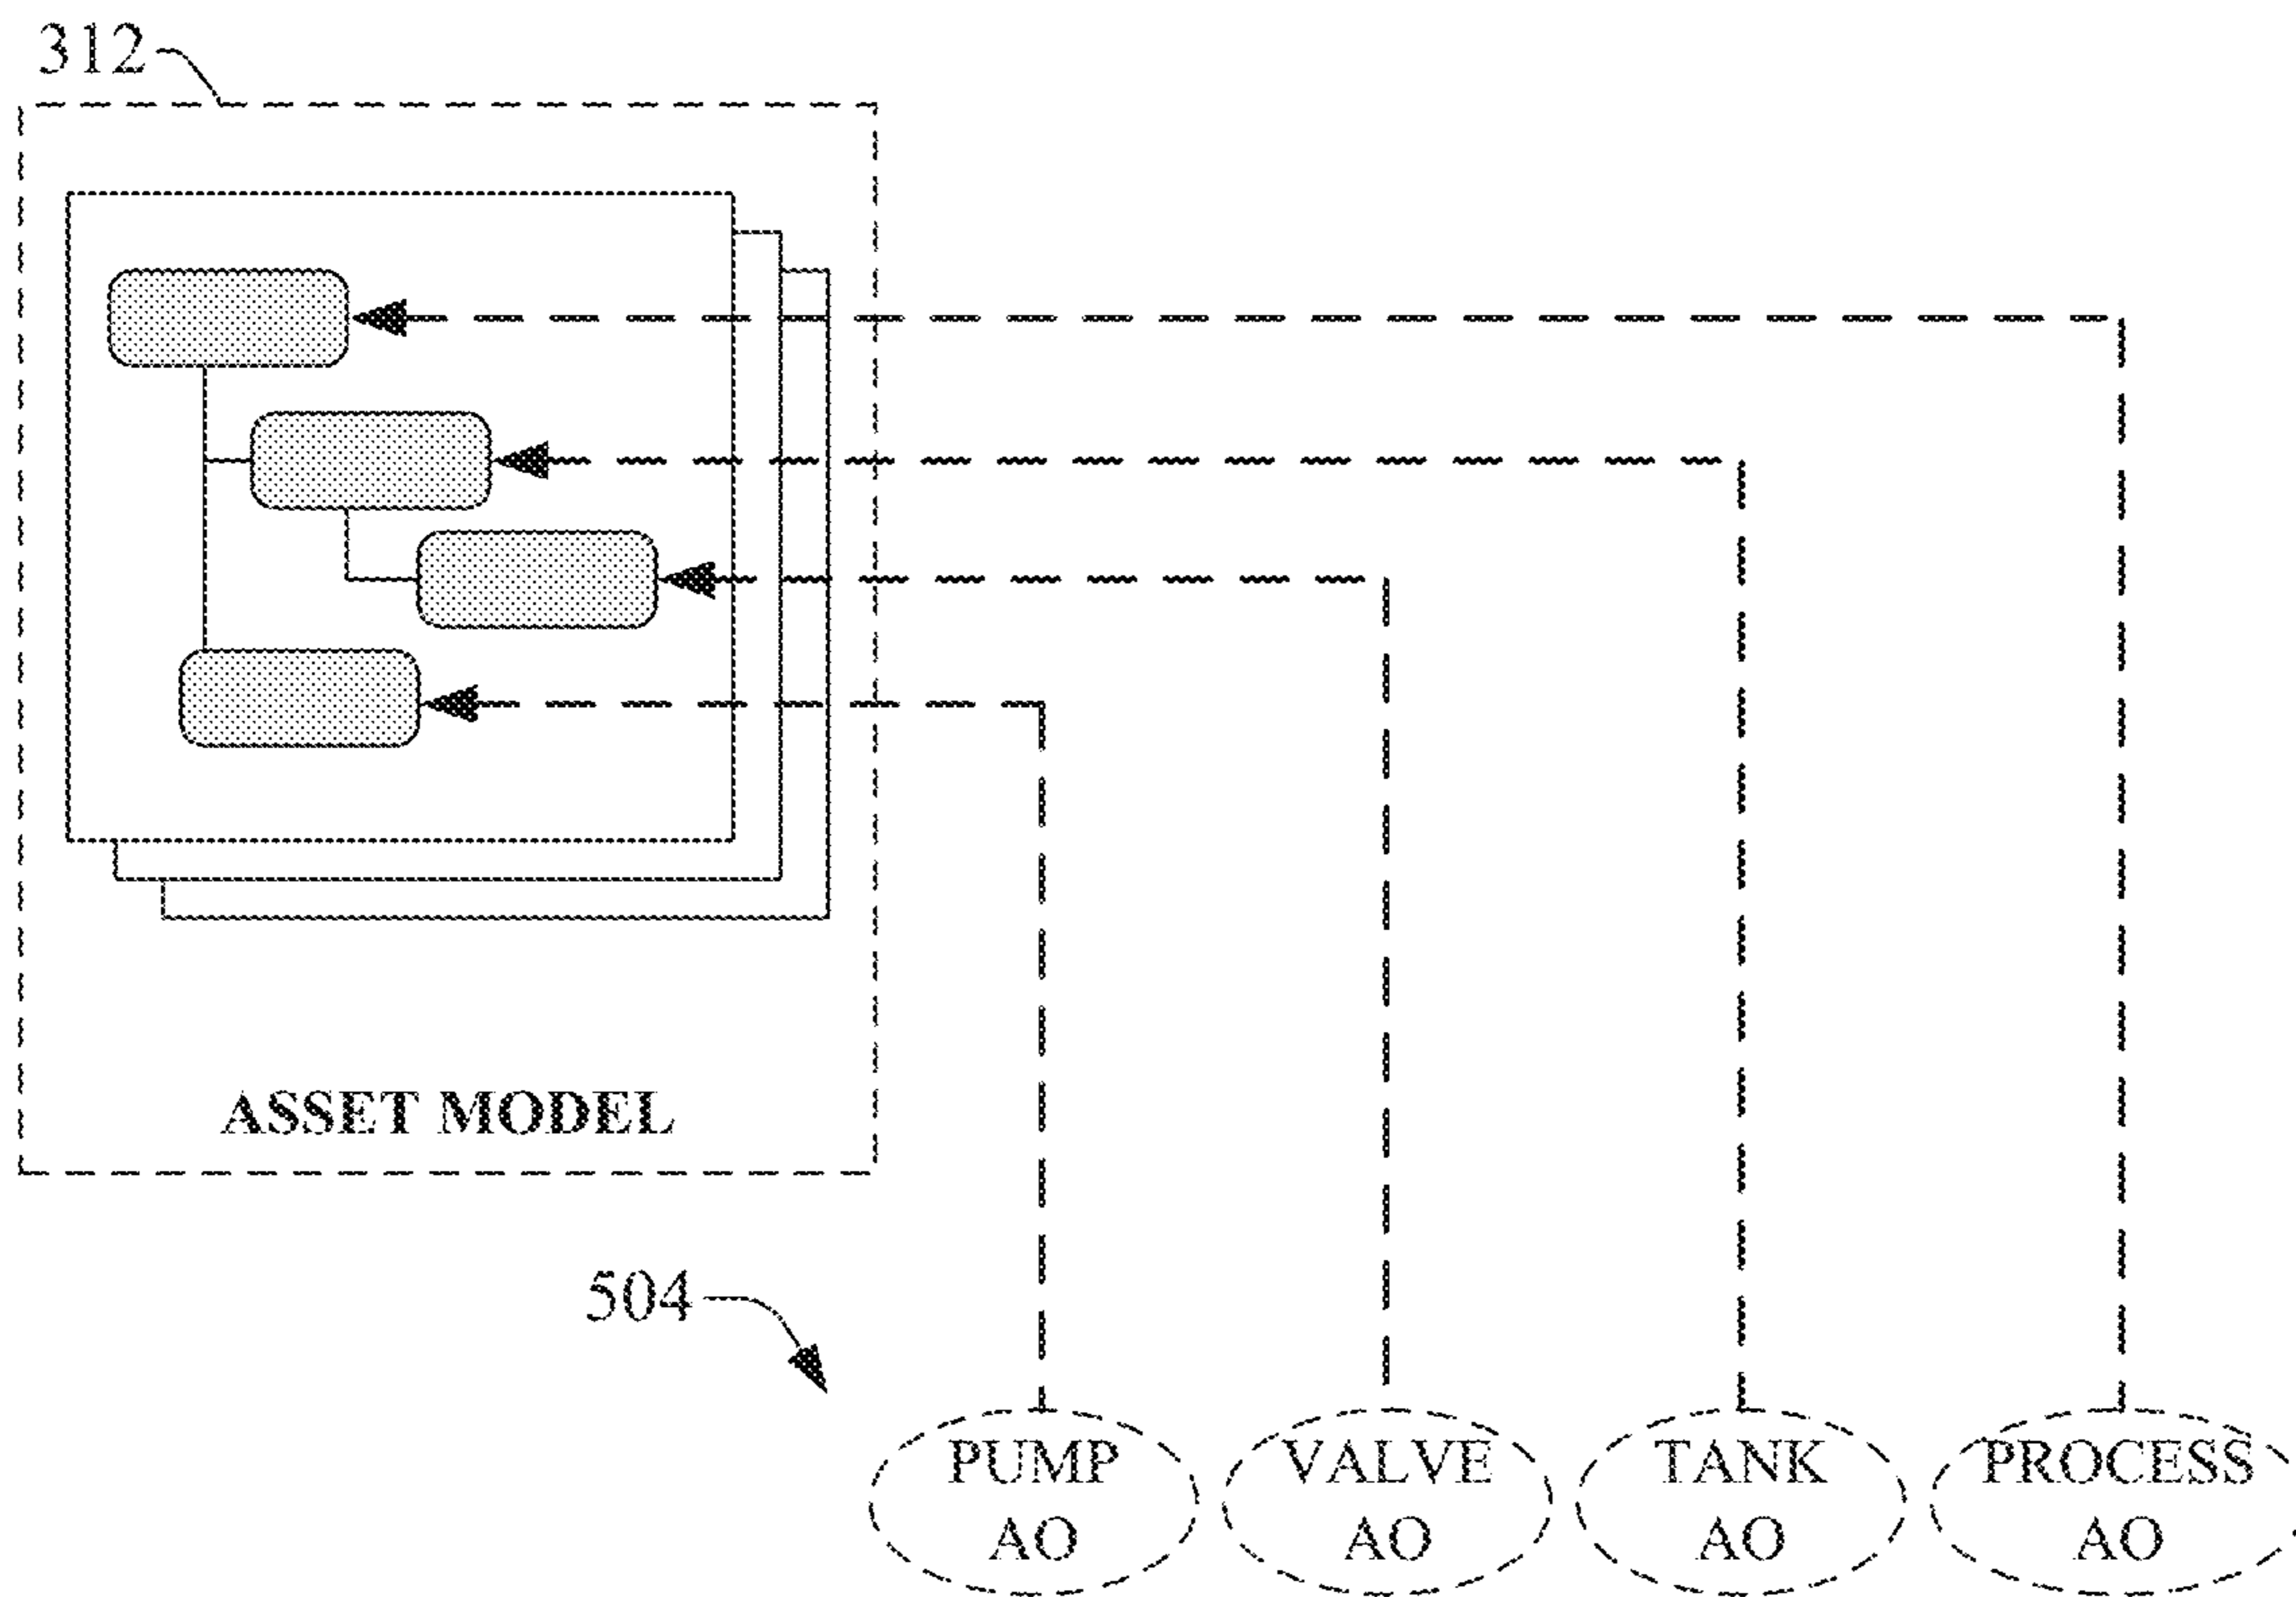 312
ASSET MODEL
504
PUMP
AO
VALVE
AO
TANK
AO
PROCESS
AO